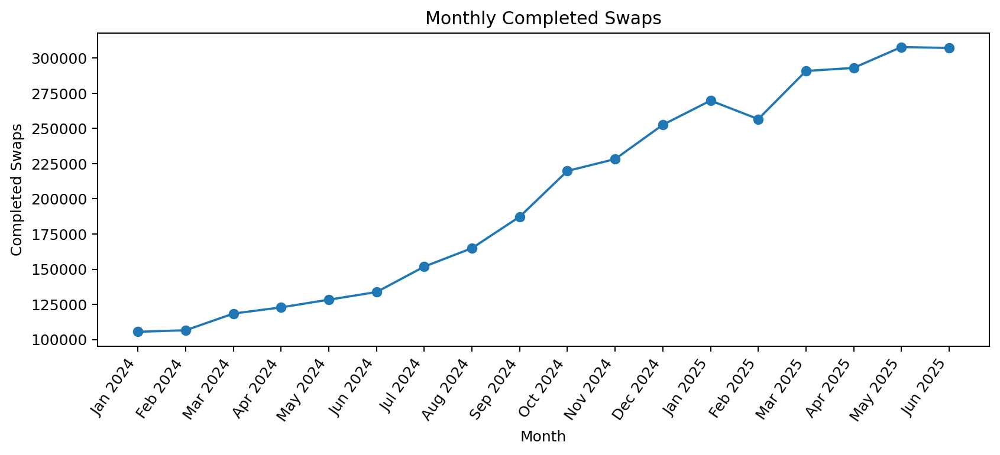 Monthly Completed Swaps
Completed Swaps
300000
275000
250000
225000
200000
175000
150000
125000
100000
Jan 2024
Feb 2024
Mar 2024
Apr 2024
May 2024
Jun 2024
Jul 2024
Aug 2024
Sep 2024
Oct 2024
Nov 2024
Dec 2024
Jan 2025
Feb 2025
Mar 2025
Apr 2025
May 2025
Jun 2025
Month